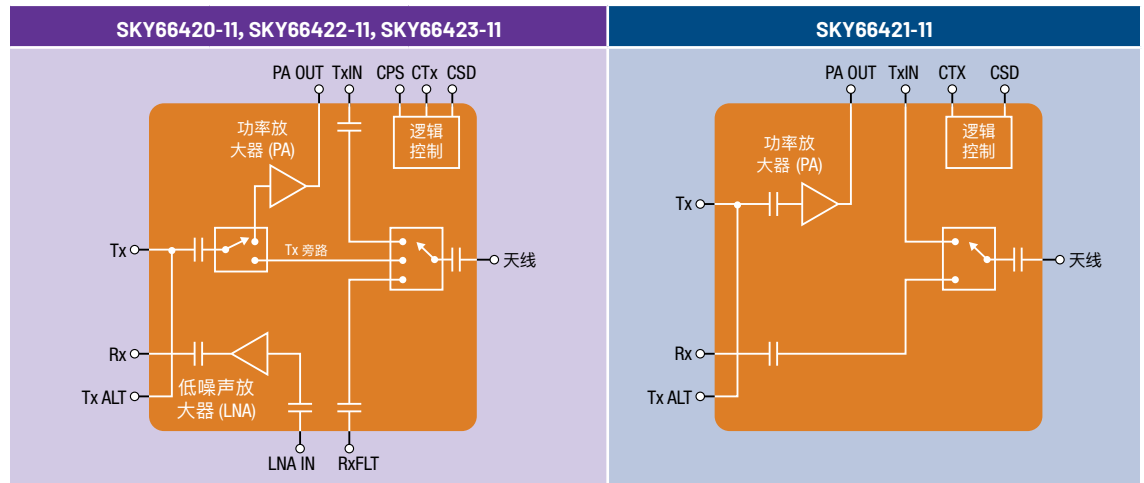 SKY66420-11, SKY66422-11, SKY66423-11
PA OUT TxIN CPS CTx CSD
功率放
大器 (PA)
逻辑
控制
Tx
Tx 旁路
天线
Rx
Tx ALT
低噪声放
大器 (LNA)
LNA IN RxFLT
SKY66421-11
PA OUT TxIN CTX CSD
功率放
大器 (PA)
逻辑
控制
Tx
天线
Rx
Tx ALT